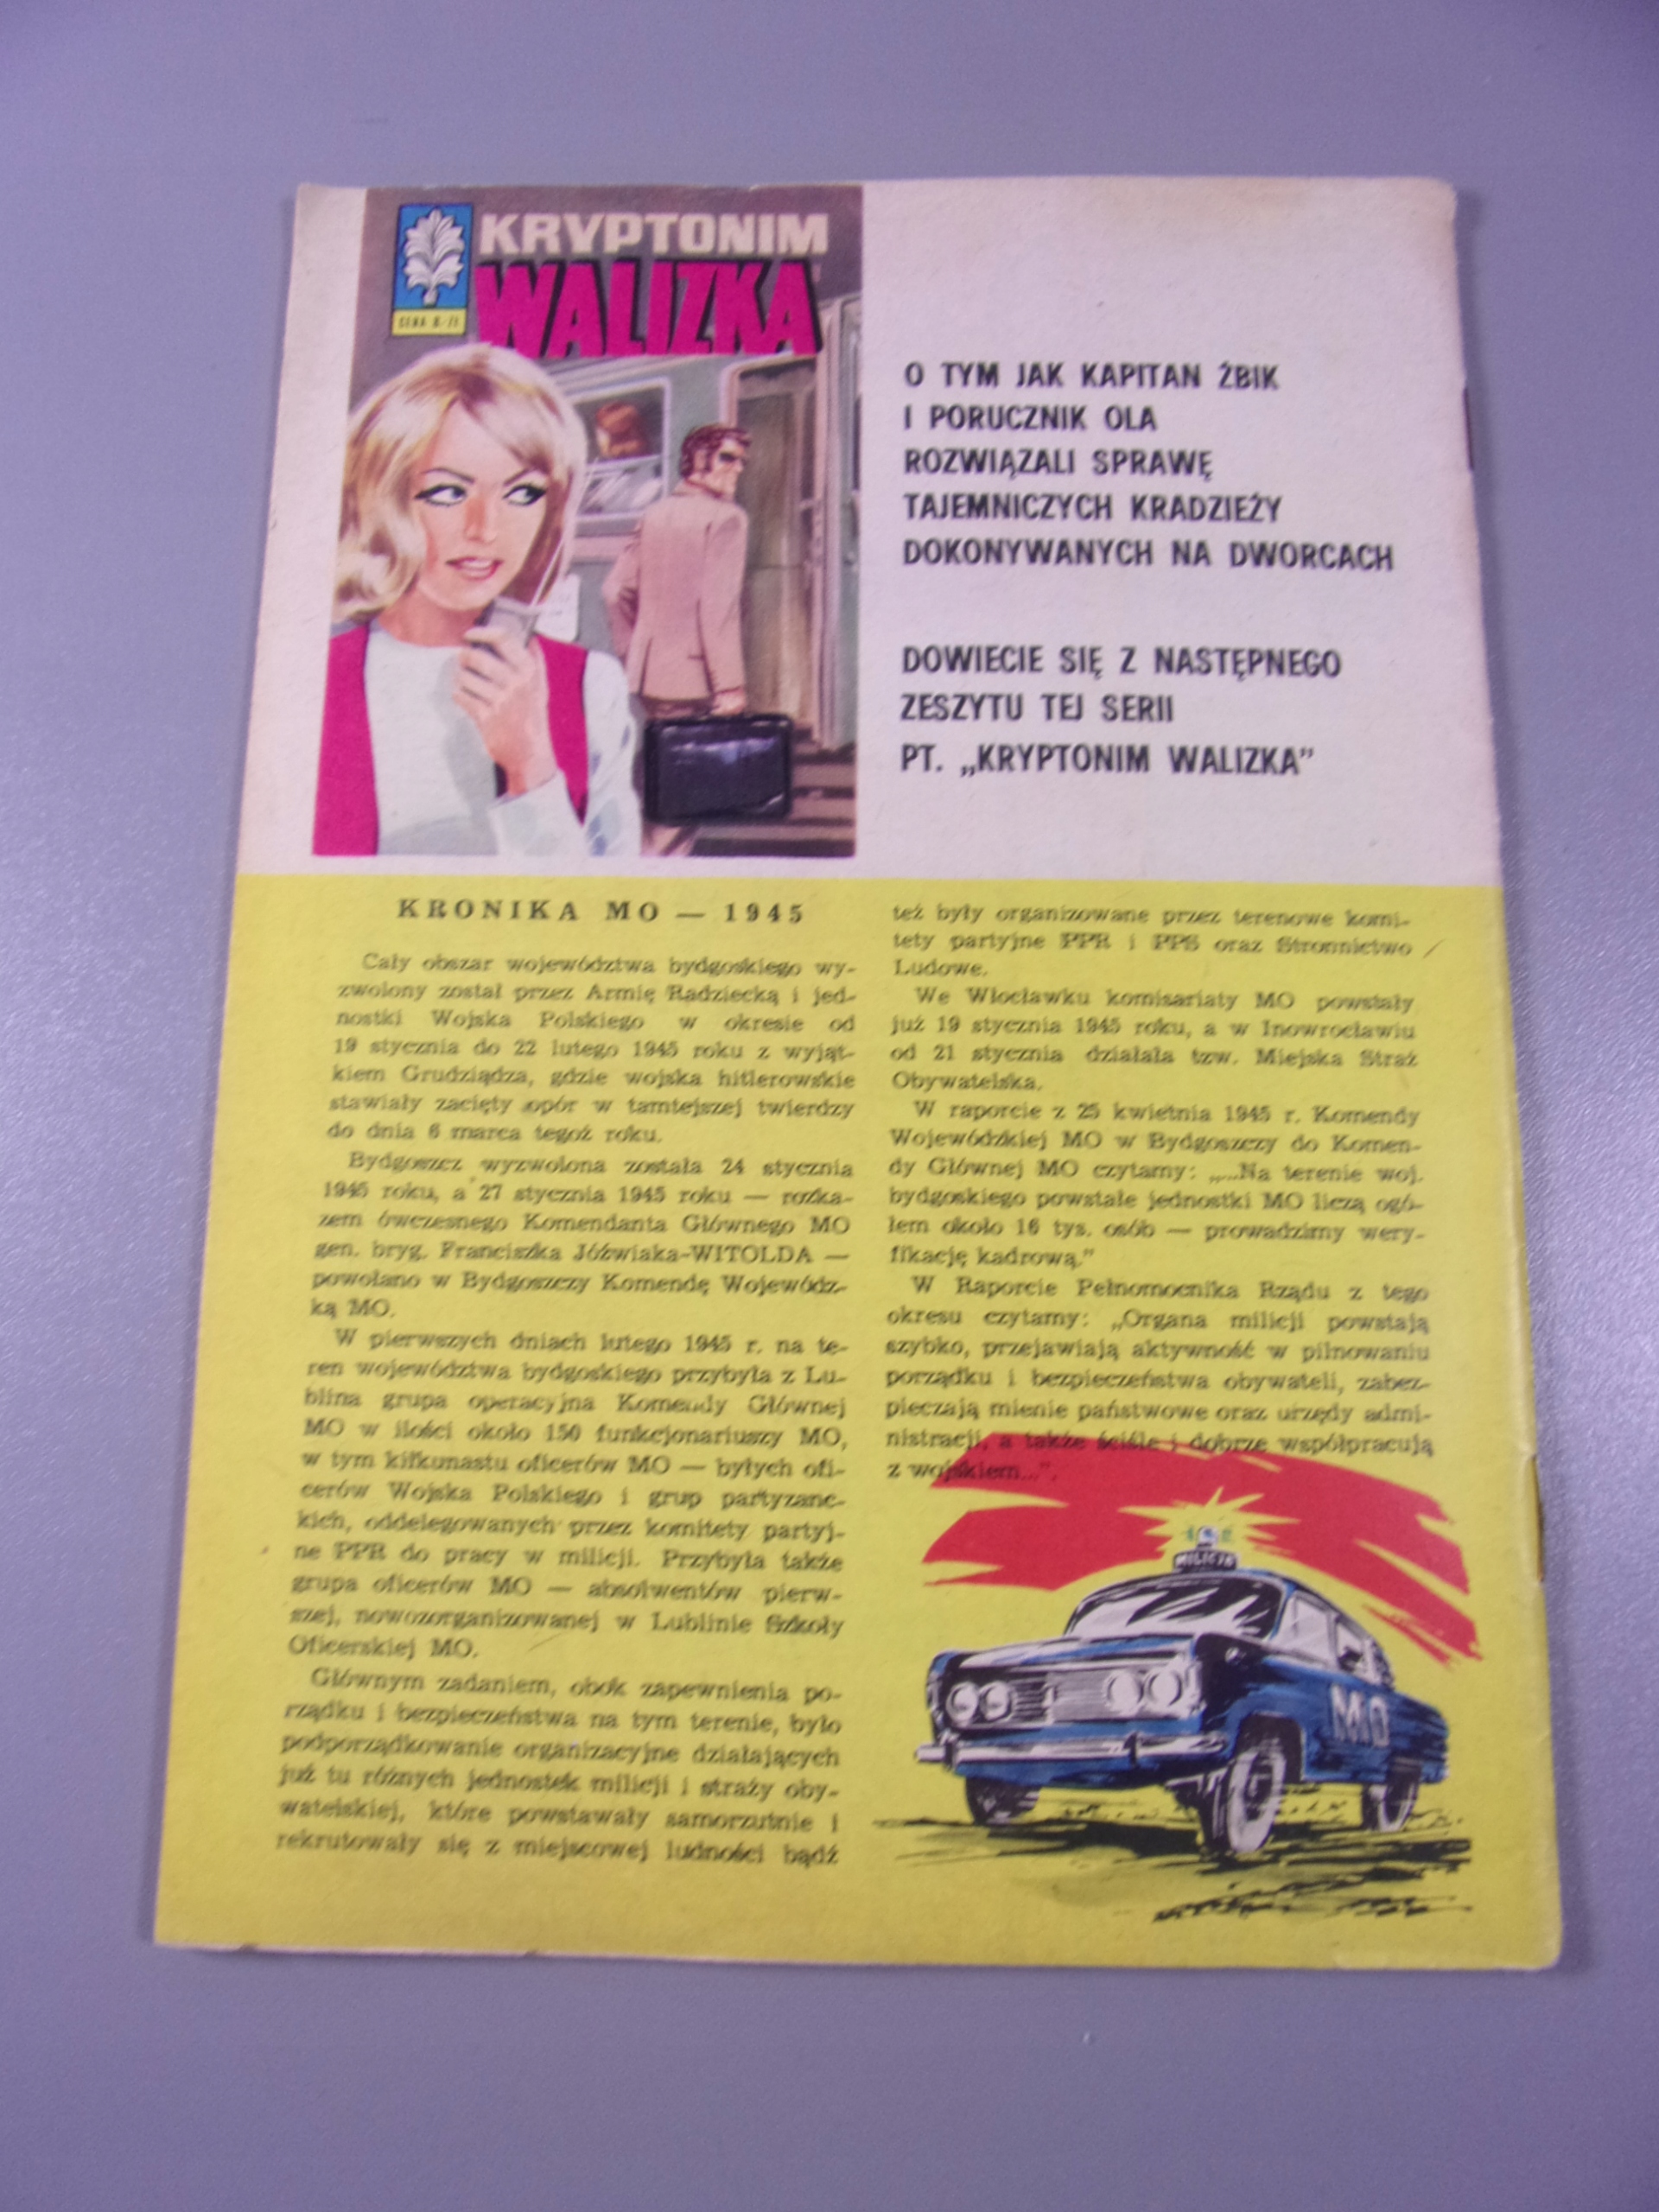 KRYPTONIM
WALIZKA
CENA 8.- ZŁ
O TYM JAK KAPITAN ŻBIK
I PORUCZNIK OLA
ROZWIĄZALI SPRAWĘ
TAJEMNICZYCH KRADZIEŻY
DOKONYWANYCH NA DWORCACH
DOWIECIE SIĘ Z NASTĘPNEGO
ZESZYTU TEJ SERII
PT. „KRYPTONIM WALIZKA”
KRONIKA MO — 1945
Cały obszar województwa bydgoskiego wy-
zwolony został przez Armię Radziecką i jed-
nostki Wojska Polskiego w okresie od
19 stycznia do 22 lutego 1945 roku z wyjąt-
kiem Grudziądza, gdzie wojska hitlerowskie
stawiały zacięty opór w tamtejszej twierdzy
do dnia 6 marca tegoż roku.
Bydgoszcz wyzwolona została 24 stycznia
1945 roku, a 27 stycznia 1945 roku — rozka-
zem ówczesnego Komendanta Głównego MO
gen. bryg. Franciszka Jóźwiaka-WITOLDA —
powołano w Bydgoszczy Komendę Wojewódz-
ką MO.
W pierwszych dniach lutego 1945 r. na te-
ren województwa bydgoskiego przybyła z Lu-
blina grupa operacyjna Komendy Głównej
MO w ilości około 150 funkcjonariuszy MO,
w tym kilkunastu oficerów MO — byłych ofi-
cerów Wojska Polskiego i grup partyzanc-
kich, oddelegowanych przez komitety partyj-
ne PPR do pracy w milicji. Przybyła także
grupa oficerów MO — absolwentów pierw-
szej, nowozorganizowanej w Lublinie Szkoły
Oficerskiej MO.
Głównym zadaniem, obok zapewnienia po-
rządku i bezpieczeństwa na tym terenie, było
podporządkowanie organizacyjne działających
już tu różnych jednostek milicji i straży oby-
watelskiej, które powstawały samorzutnie i
rekrutowały się z miejscowej ludności bądź
też były organizowane przez terenowe komi-
tety partyjne PPR i PPS oraz Stronnictwo
Ludowe.
We Włocławku komisariaty MO powstały
już 19 stycznia 1945 roku, a w Inowrocławiu
od 21 stycznia działała tzw. Miejska Straż
Obywatelska.
W raporcie z 25 kwietnia 1945 r. Komendy
Wojewódzkiej MO w Bydgoszczy do Komen-
dy Głównej MO czytamy: „...Na terenie woj.
bydgoskiego powstałe jednostki MO liczą ogó-
łem około 16 tys. osób — prowadzimy wery-
fikację kadrową.”
W Raporcie Pełnomocnika Rządu z tego
okresu czytamy: „Organa milicji powstają
szybko, przejawiają aktywność w pilnowaniu
porządku i bezpieczeństwa obywateli, zabez-
pieczają mienie państwowe oraz urzędy admi-
nistracji, a także ściśle i dobrze współpracują
z wojskiem...”.
MILICJA
MO